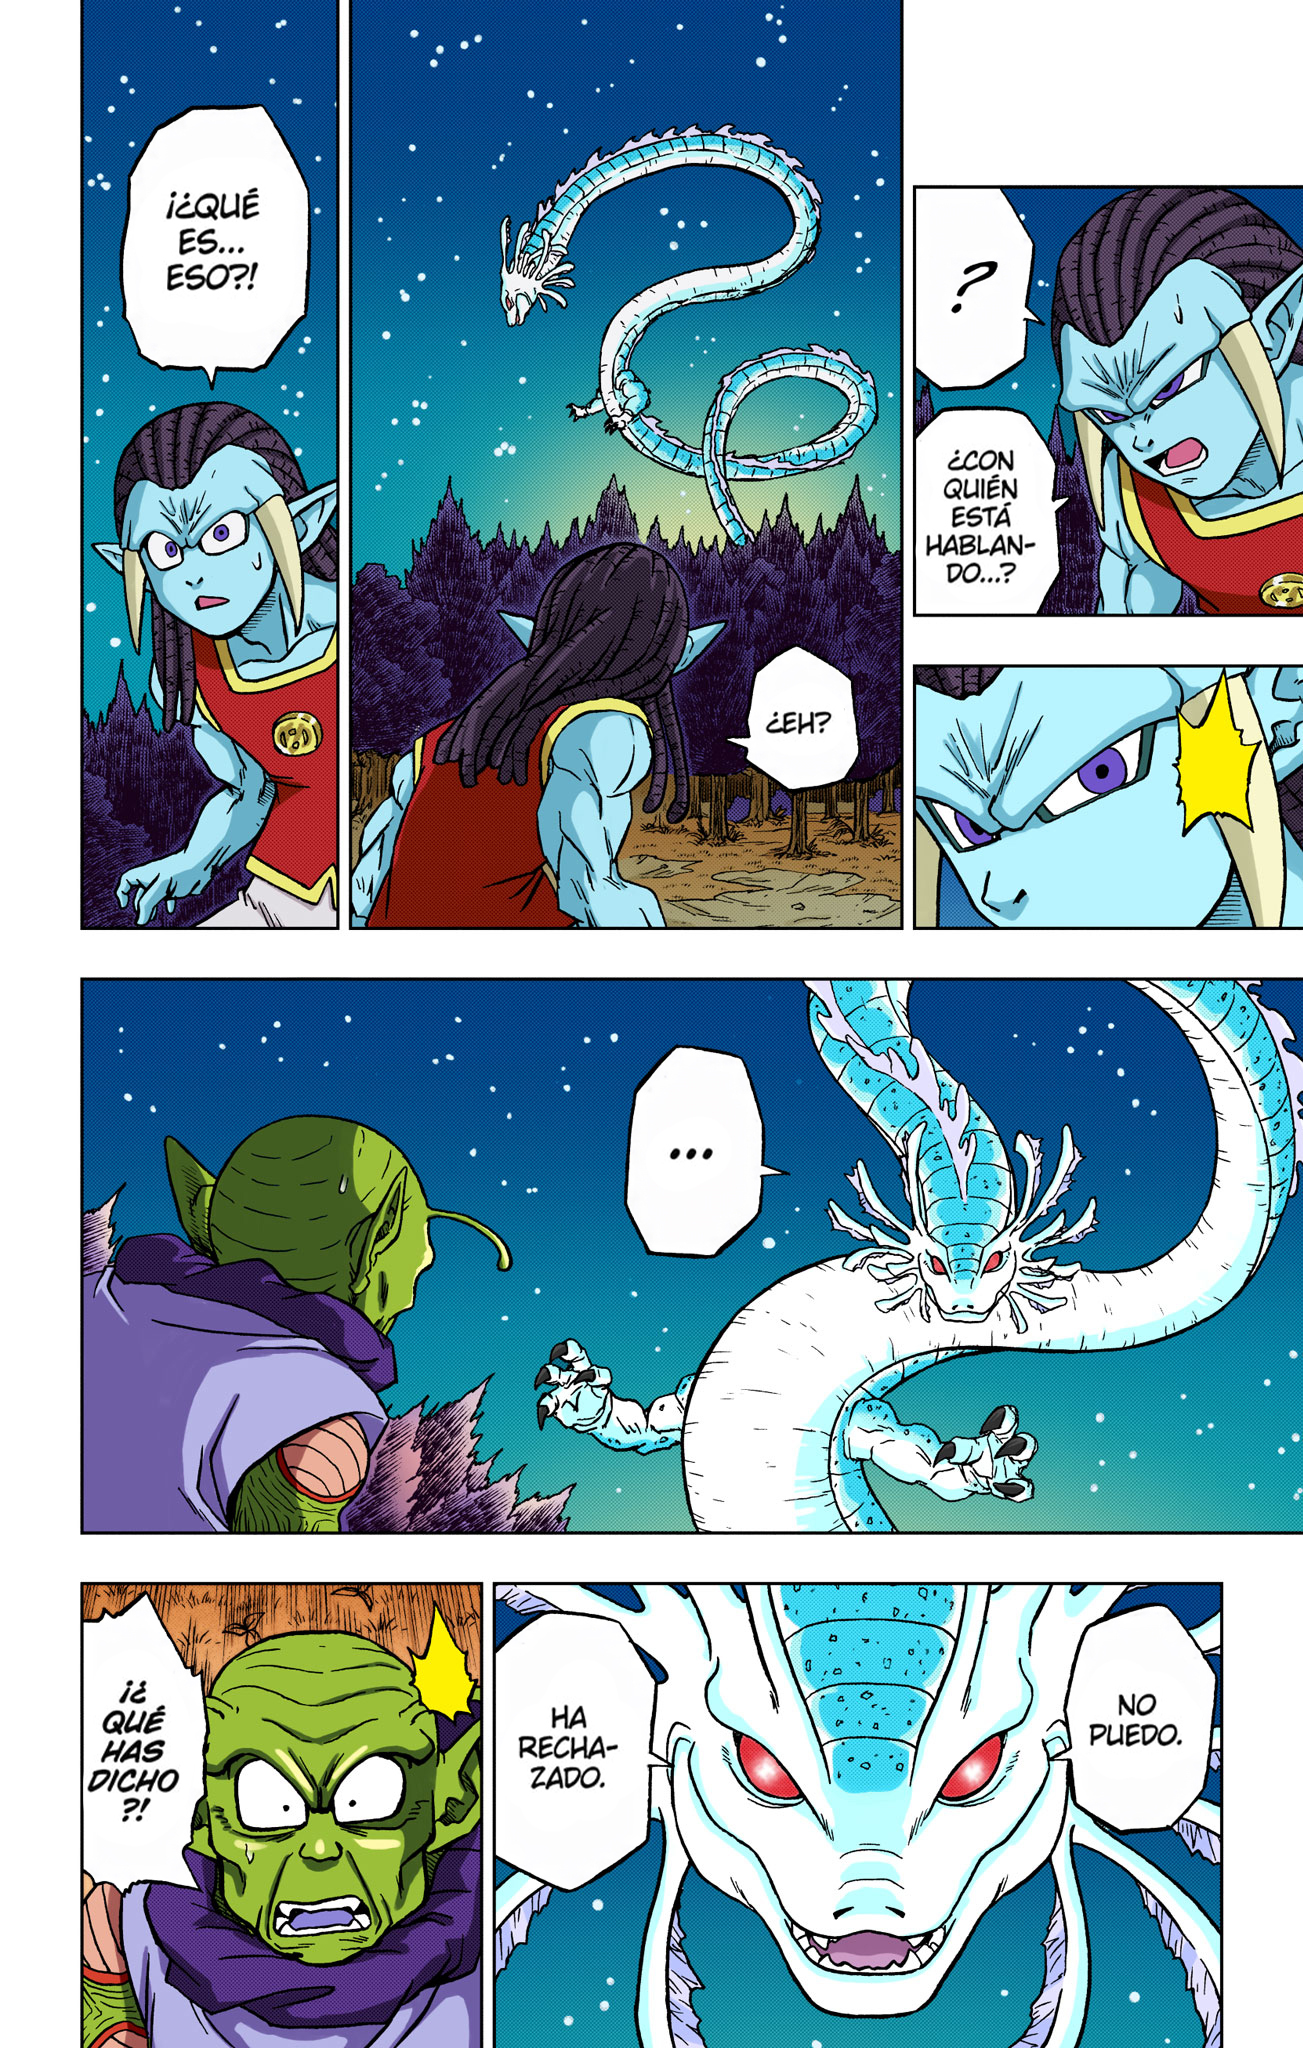 ?
¿CON
QUIÉN
ESTÁ
HABLAN-
DO...?
¿EH?
¡¿QUÉ
ES...
ESO?!
...
NO
PUEDO.
HA
RECHA-
ZADO.
¡¿
QUÉ
HAS
DICHO
?!